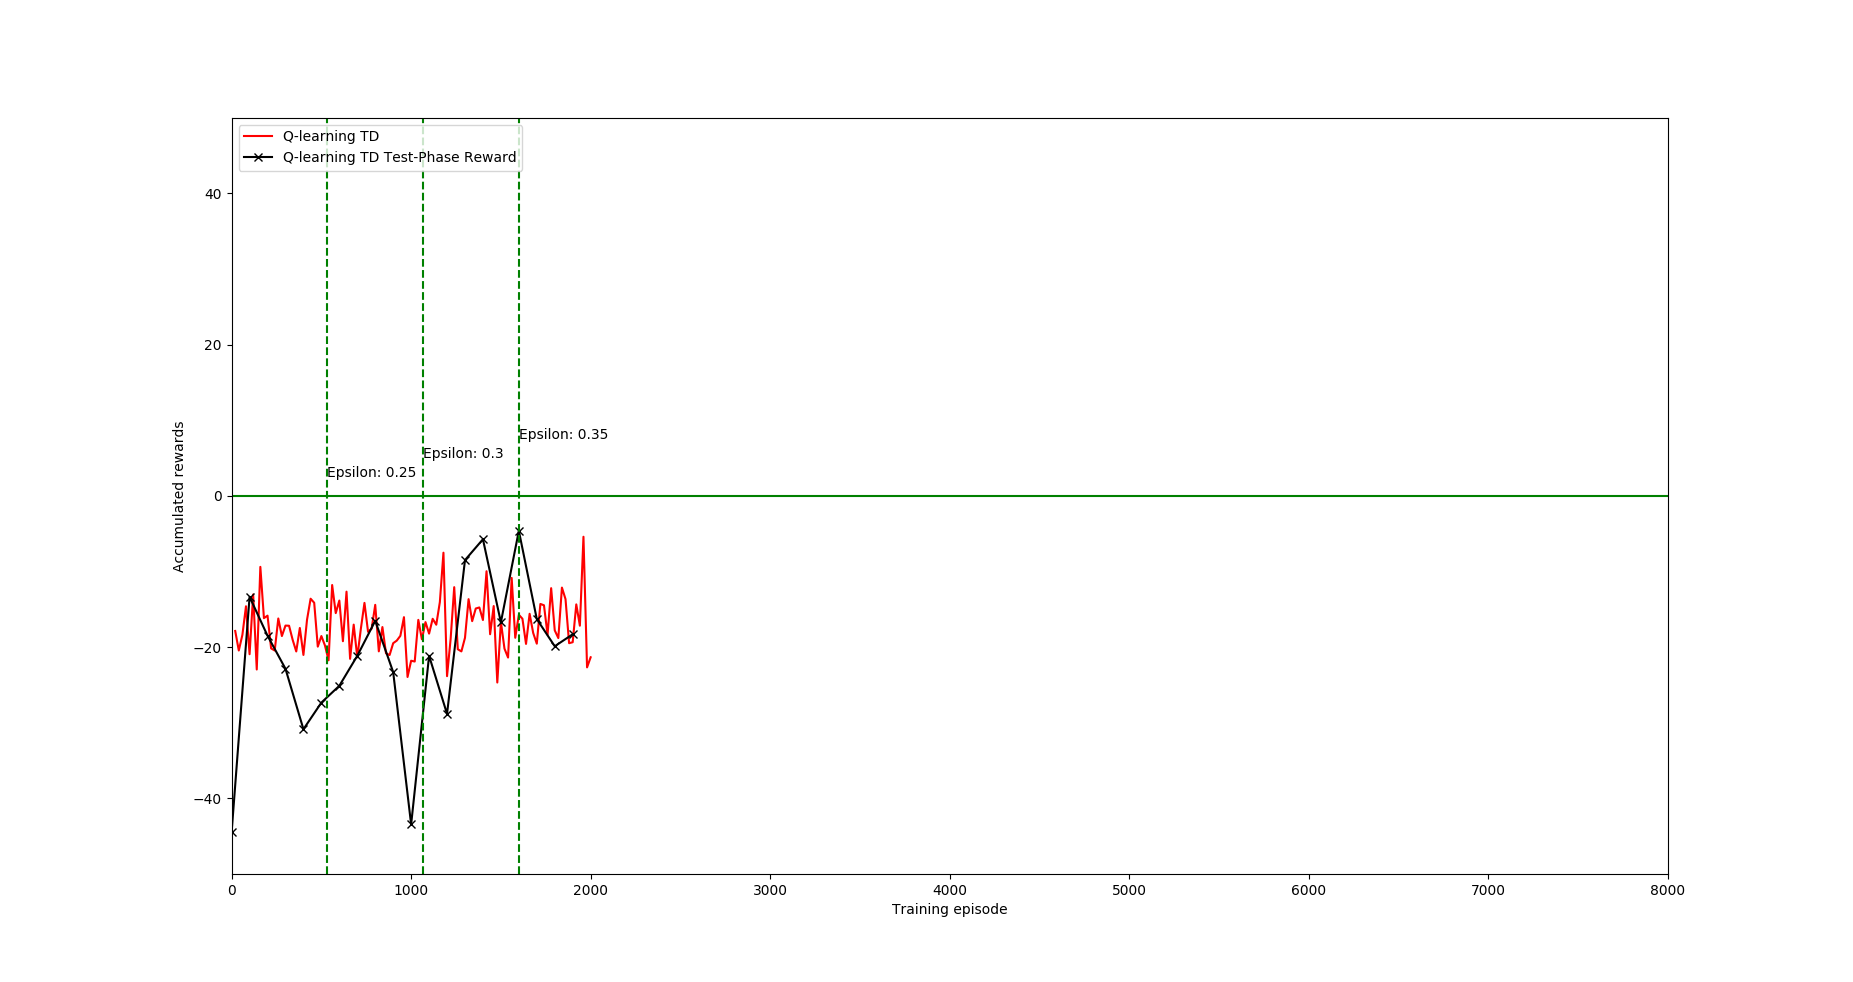 Q-learning TD
Q-learning TD Test-Phase Reward
40
20
0
−20
−40
Accumulated rewards
Epsilon: 0.25
Epsilon: 0.3
Epsilon: 0.35
0
1000
2000
3000
4000
5000
6000
7000
8000
Training episode